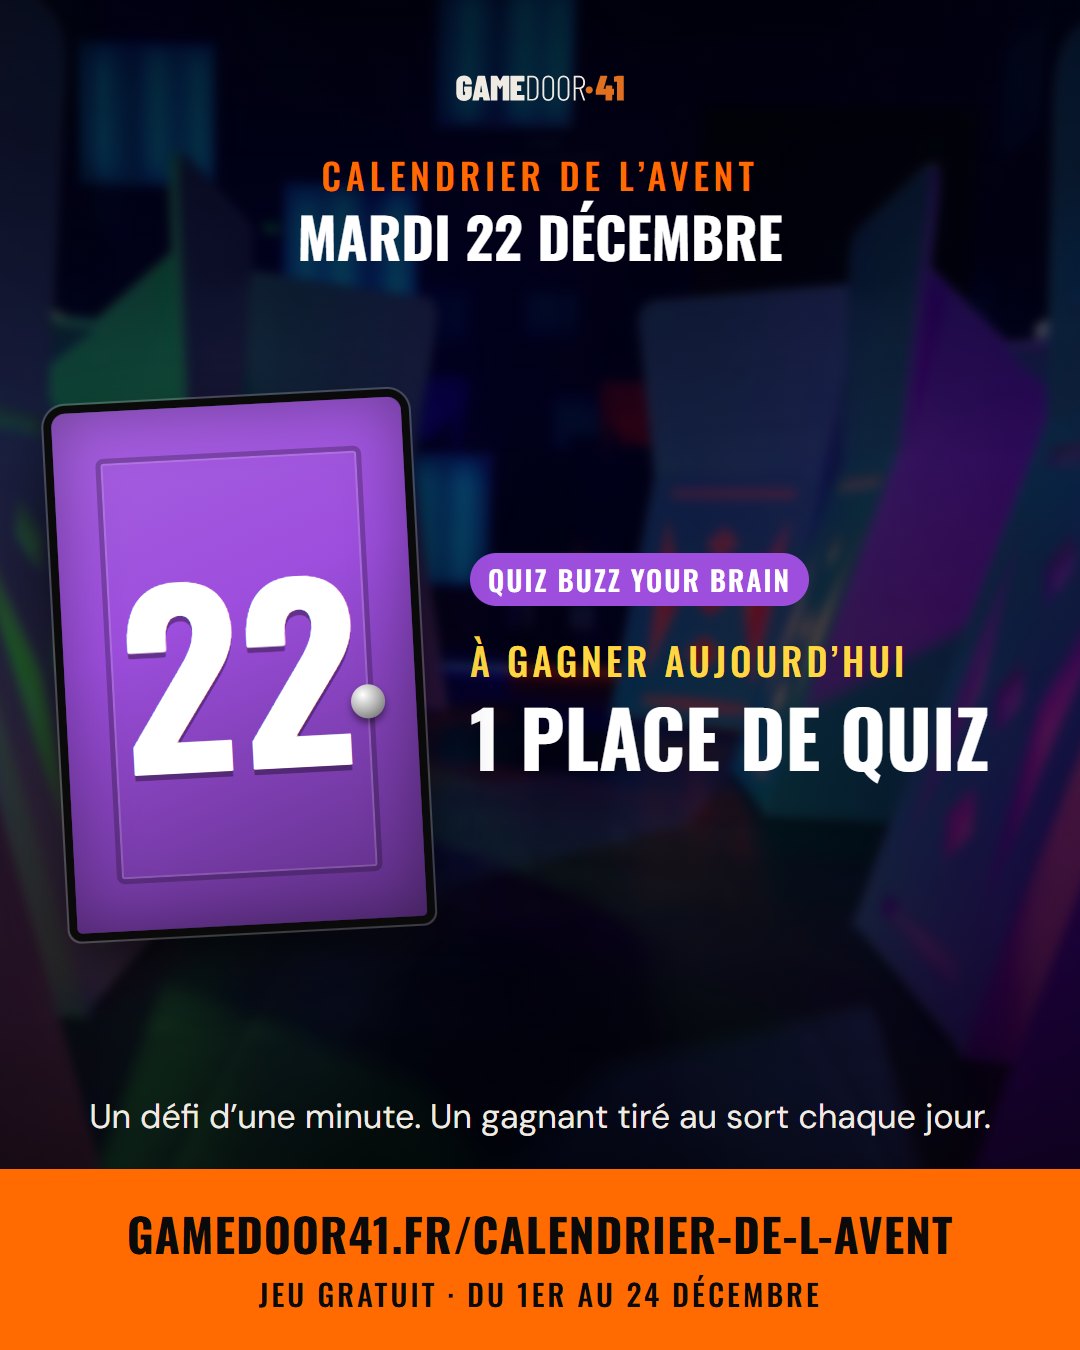 GAMEDOOR•41
CALENDRIER DE L’AVENT
MARDI 22 DÉCEMBRE
22
QUIZ BUZZ YOUR BRAIN
À GAGNER AUJOURD’HUI
1 PLACE DE QUIZ
Un défi d’une minute. Un gagnant tiré au sort chaque jour.
GAMEDOOR41.FR/CALENDRIER-DE-L-AVENT
JEU GRATUIT · DU 1ER AU 24 DÉCEMBRE